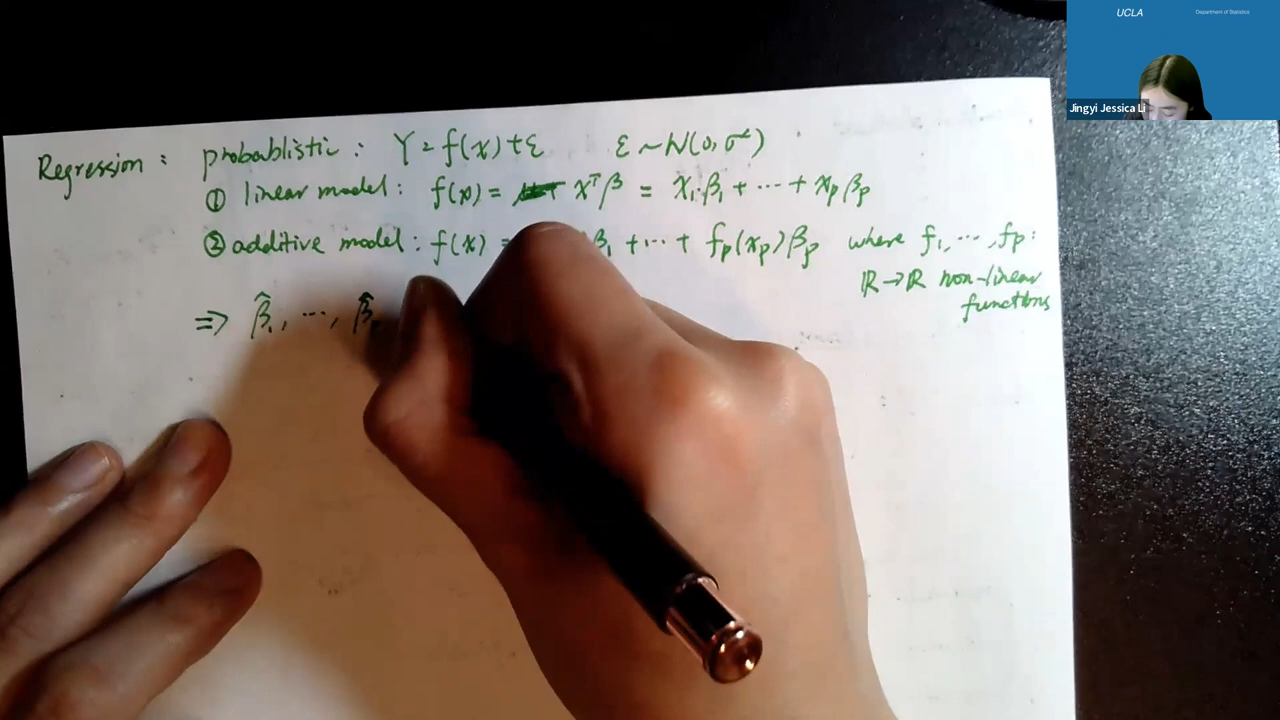 UCLA
Department of Statistics
Jingyi Jessica Li
Regression : probablistic : Y = f(x) + ε ε ~ N(0, σ²)
① linear model : f(x) = xᵀβ = x₁β₁ + ⋯ + xₚβₚ
② additive model : f(x) = β₁ + ⋯ + fₚ(xₚ)βₚ where f₁, ⋯, fₚ :
ℝ → ℝ non-linear
functions
⇒ β̂₁, ⋯, β̂ₚ